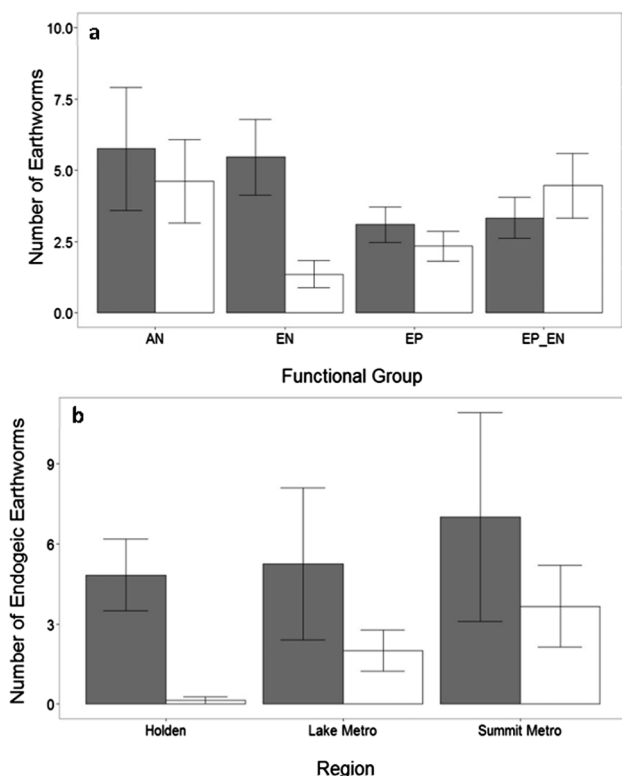 a
Number of Earthworms
10.0
7.5
5.0
2.5
0.0
AN EN EP EP_EN
Functional Group
b
Number of Endogeic Earthworms
9
6
3
0
Holden Lake Metro Summit Metro
Region